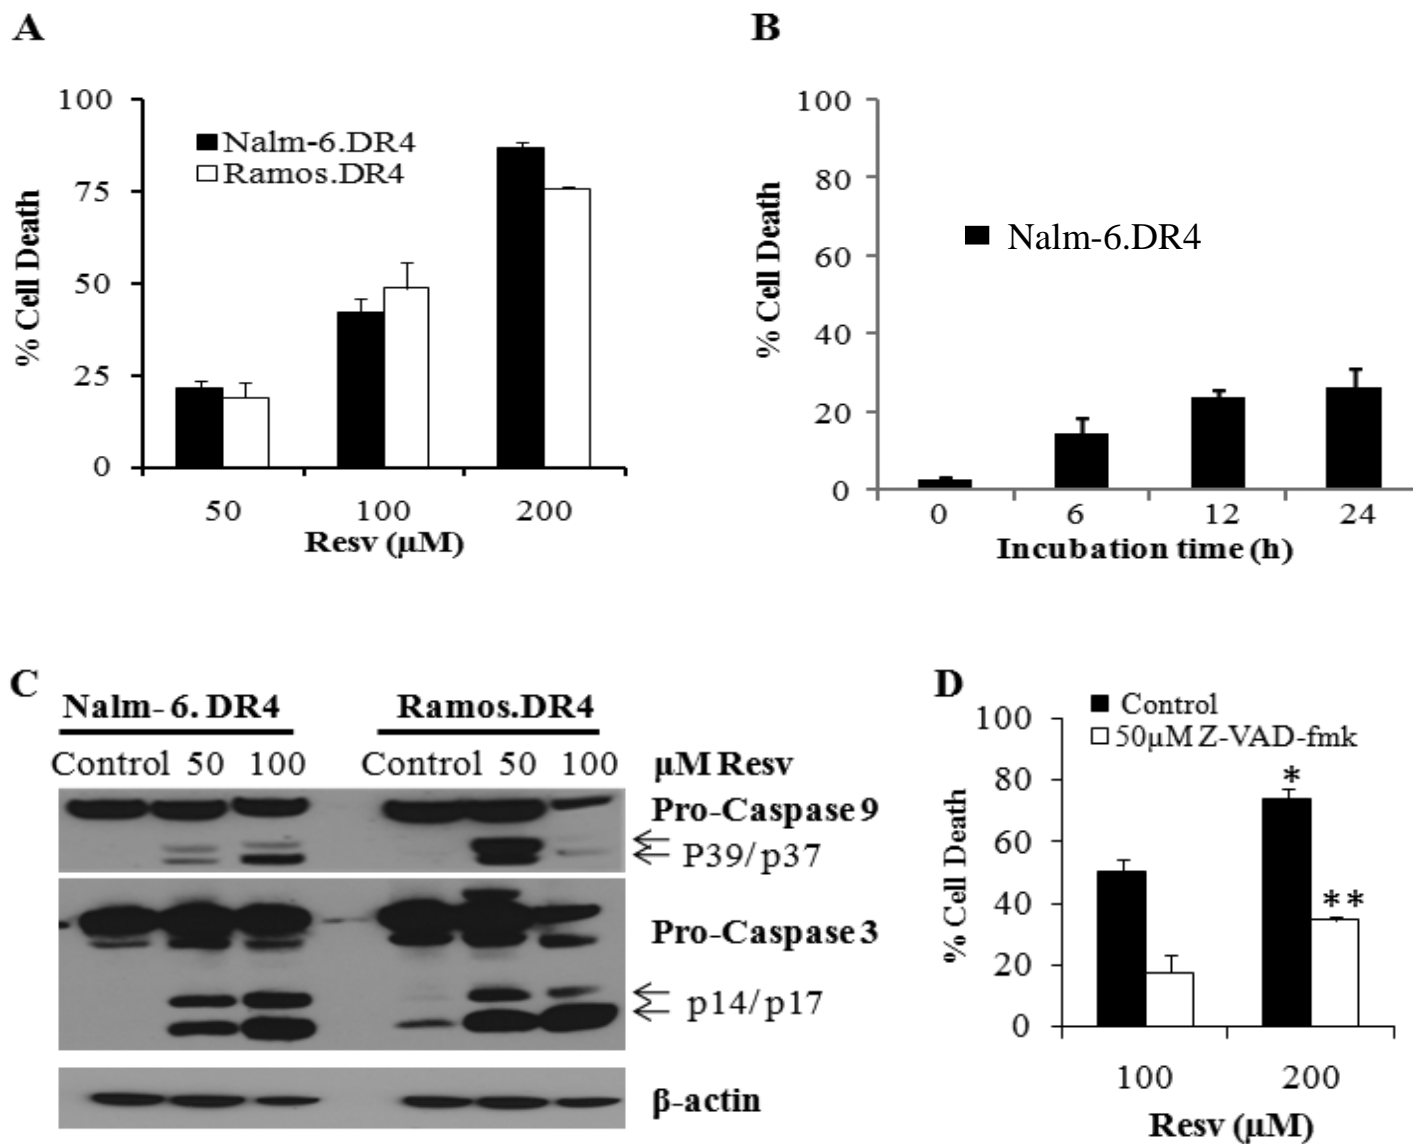 A
100
75
50
25
0
% Cell Death
Nalm-6.DR4
Ramos.DR4
50 100 200
Resv (μM)
B
100
80
60
40
20
0
% Cell Death
Nalm-6.DR4
0 6 12 24
Incubation time (h)
C
Nalm-6.DR4 Ramos.DR4
Control 50 100 Control 50 100 μM Resv
Pro-Caspase 9
P39/p37
Pro-Caspase 3
p14/p17
β-actin
D
Control
50μM Z-VAD-fmk
100
80
60
40
20
0
% Cell Death
*
**
100 200
Resv (μM)